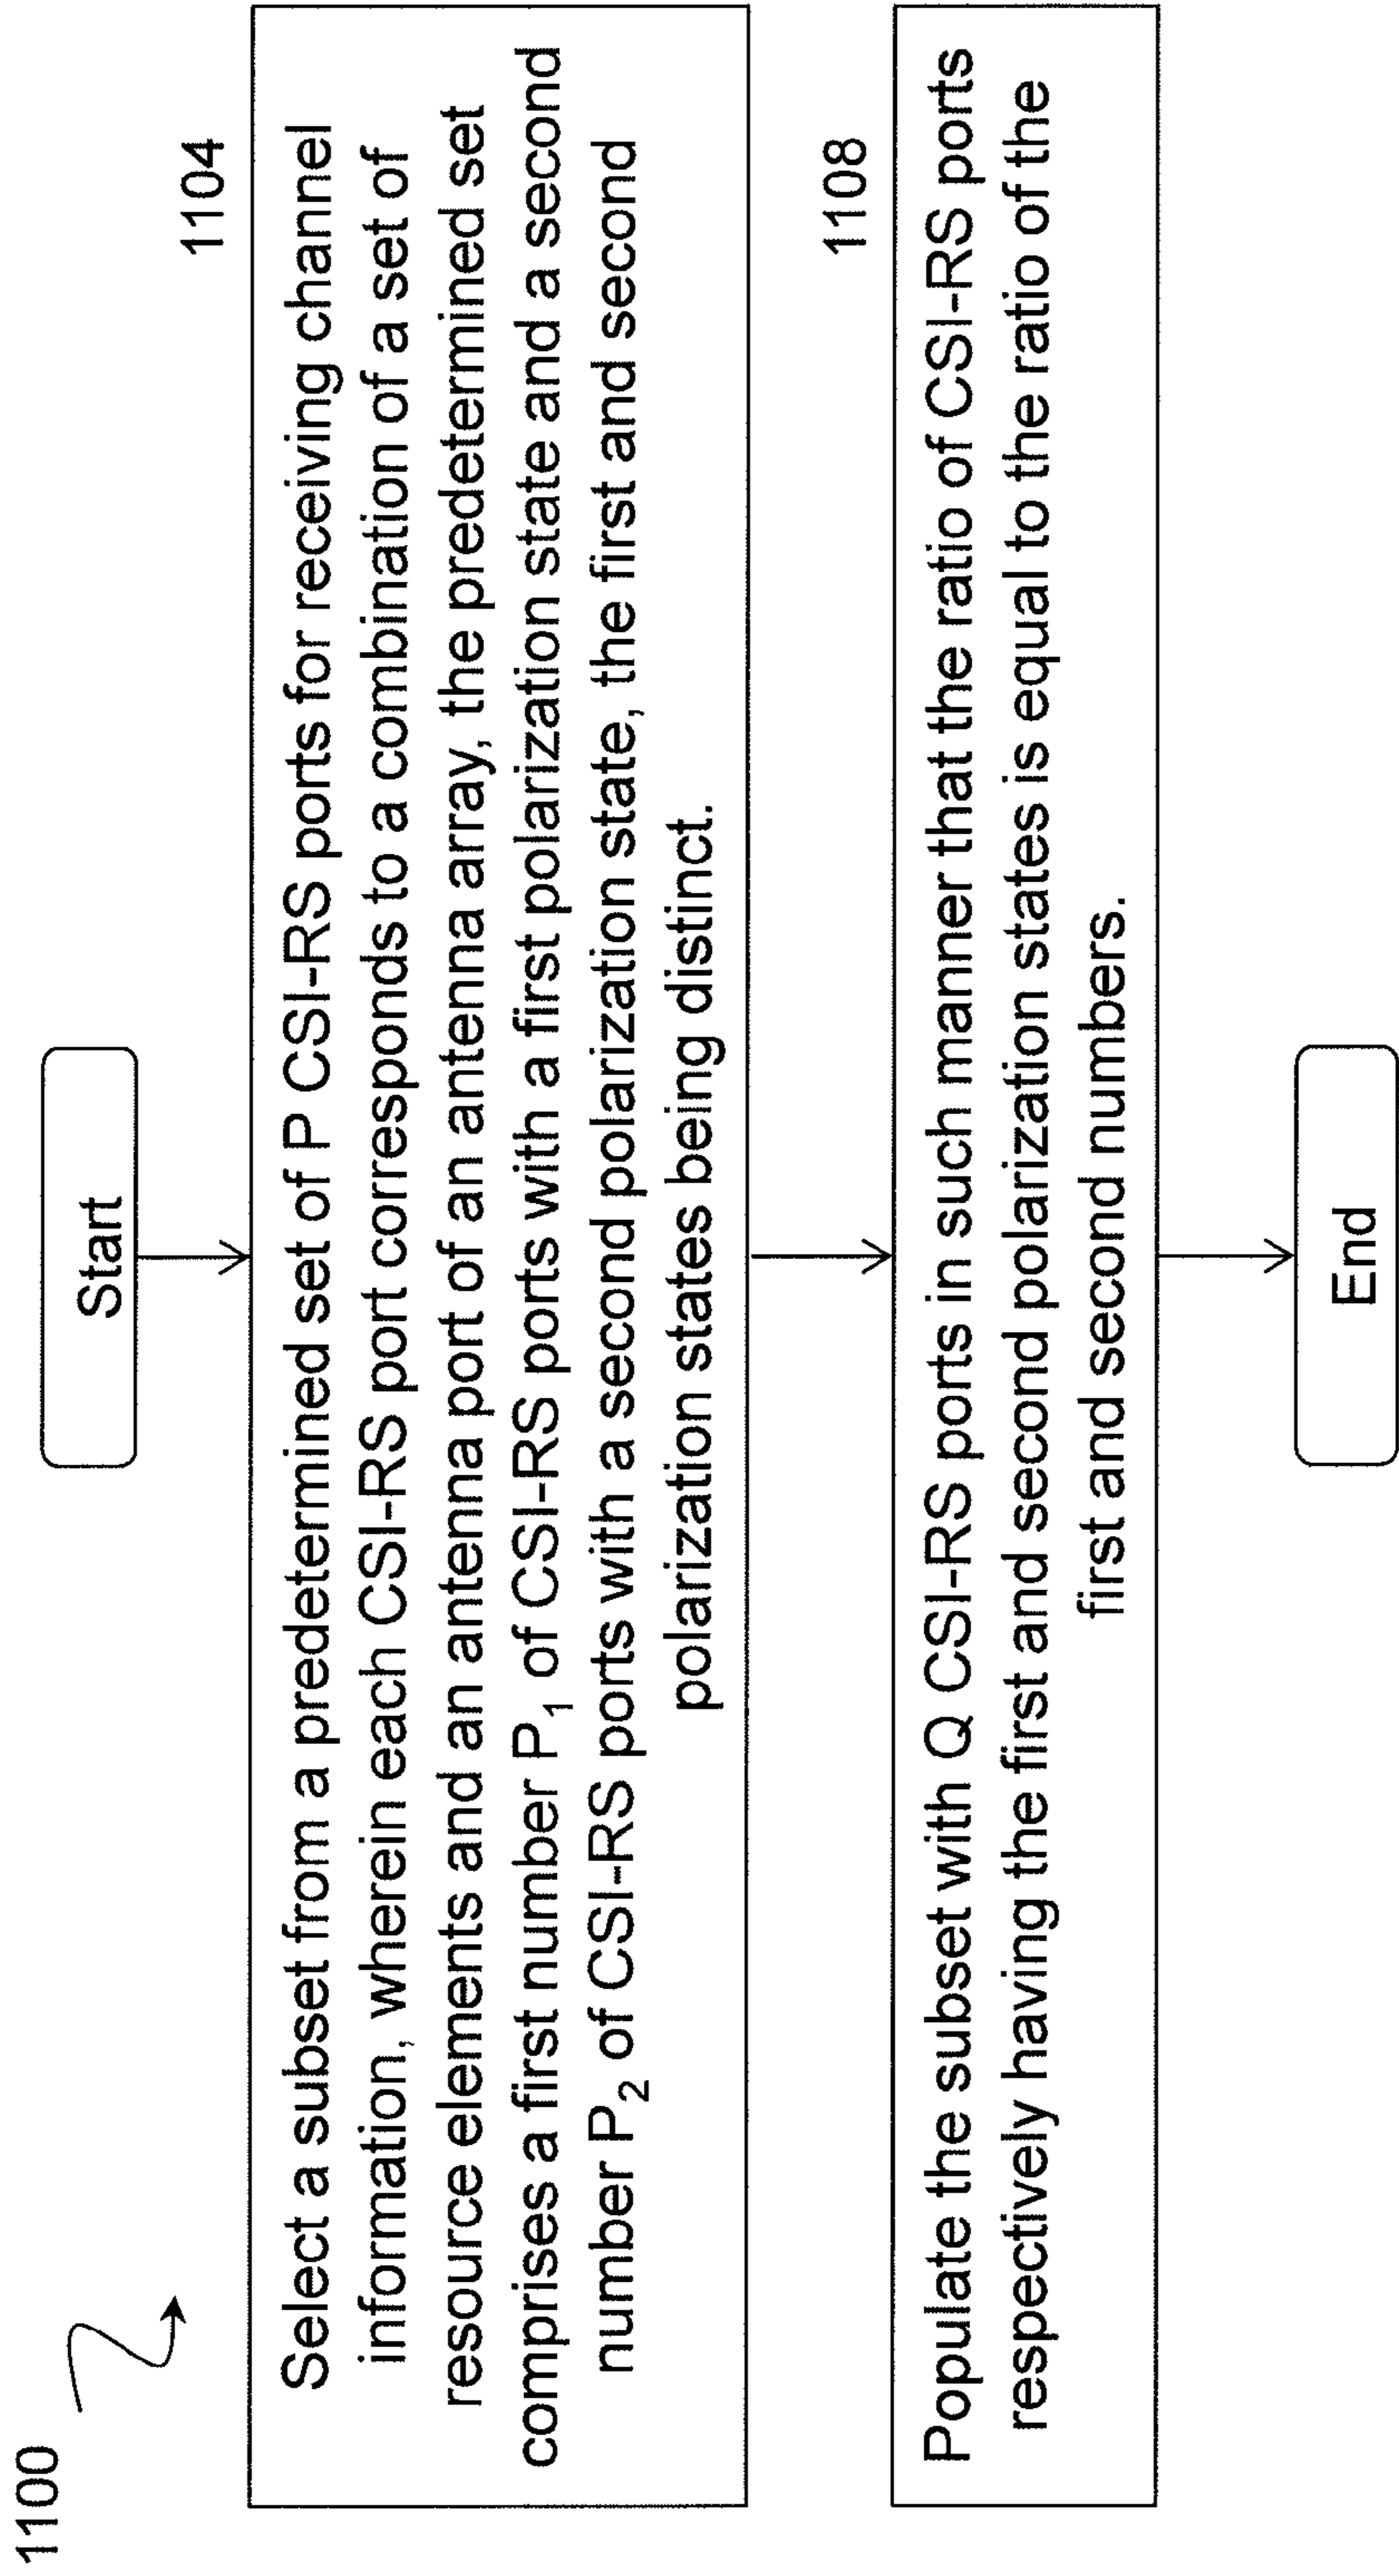 1100
Start
1104
Select a subset from a predetermined set of P CSI-RS ports for receiving channel
information, wherein each CSI-RS port corresponds to a combination of a set of
resource elements and an antenna port of an antenna array, the predetermined set
comprises a first number P₁ of CSI-RS ports with a first polarization state and a second
number P₂ of CSI-RS ports with a second polarization state, the first and second
polarization states being distinct.
1108
Populate the subset with Q CSI-RS ports in such manner that the ratio of CSI-RS ports
respectively having the first and second polarization states is equal to the ratio of the
first and second numbers.
End